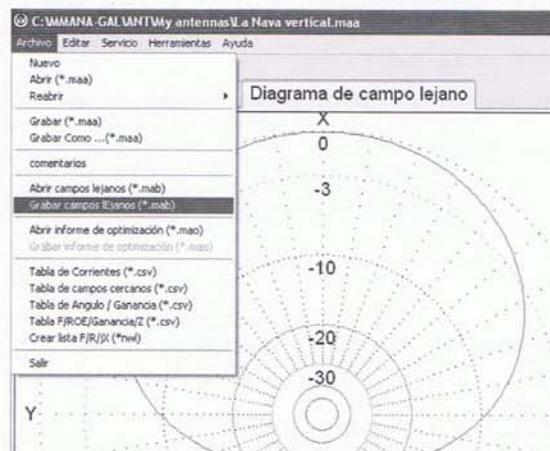 C:\MMANA-GAL\ANT\My antennas\La Nava vertical.maa
Archivo Editar Servicio Herramientas Ayuda
Nuevo
Abrir (*.maa)
Reabrir
Grabar (*.maa)
Grabar Como ...(*.maa)
comentarios
Abrir campos lejanos (*.mab)
Grabar campos lEjanos (*.mab)
Abrir informe de optimización (*.mao)
Grabar informe de optimización (*.mao)
Tabla de Corrientes (*.csv)
Tabla de campos cercanos (*.csv)
Tabla de Angulo / Ganancia (*.csv)
Tabla F/ROE/Ganancia/Z (*.csv)
Crear lista F/R/jX (*nwl)
Salir
Diagrama de campo lejano
X
0
-3
-10
-20
-30
Y